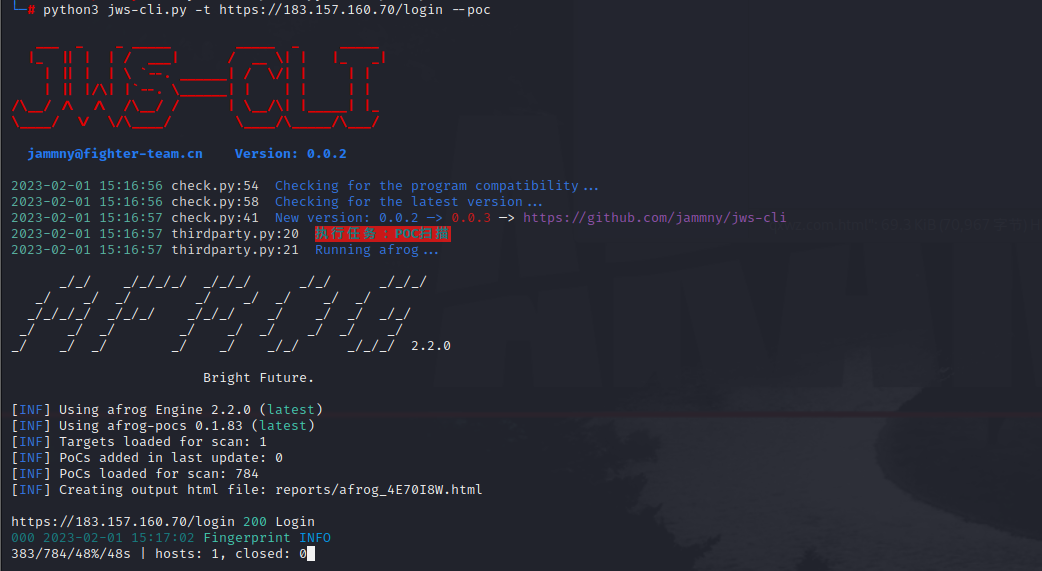 └─# python3 jws-cli.py -t https://183.157.160.70/login --poc
JWS-CLI
jammny@fighter-team.cn Version: 0.0.2
2023-02-01 15:16:56 check.py:54 Checking for the program compatibility...
2023-02-01 15:16:56 check.py:58 Checking for the latest version...
2023-02-01 15:16:57 check.py:41 New version: 0.0.2 —> 0.0.3 —> https://github.com/jammny/jws-cli
2023-02-01 15:16:57 thirdparty.py:20 执行任务：POC扫描
2023-02-01 15:16:57 thirdparty.py:21 Running afrog...
AFROG 2.2.0
Bright Future.
[INF] Using afrog Engine 2.2.0 (latest)
[INF] Using afrog-pocs 0.1.83 (latest)
[INF] Targets loaded for scan: 1
[INF] PoCs added in last update: 0
[INF] PoCs loaded for scan: 784
[INF] Creating output html file: reports/afrog_4E70I8W.html
https://183.157.160.70/login 200 Login
000 2023-02-01 15:17:02 Fingerprint INFO
383/784/48%/48s | hosts: 1, closed: 0